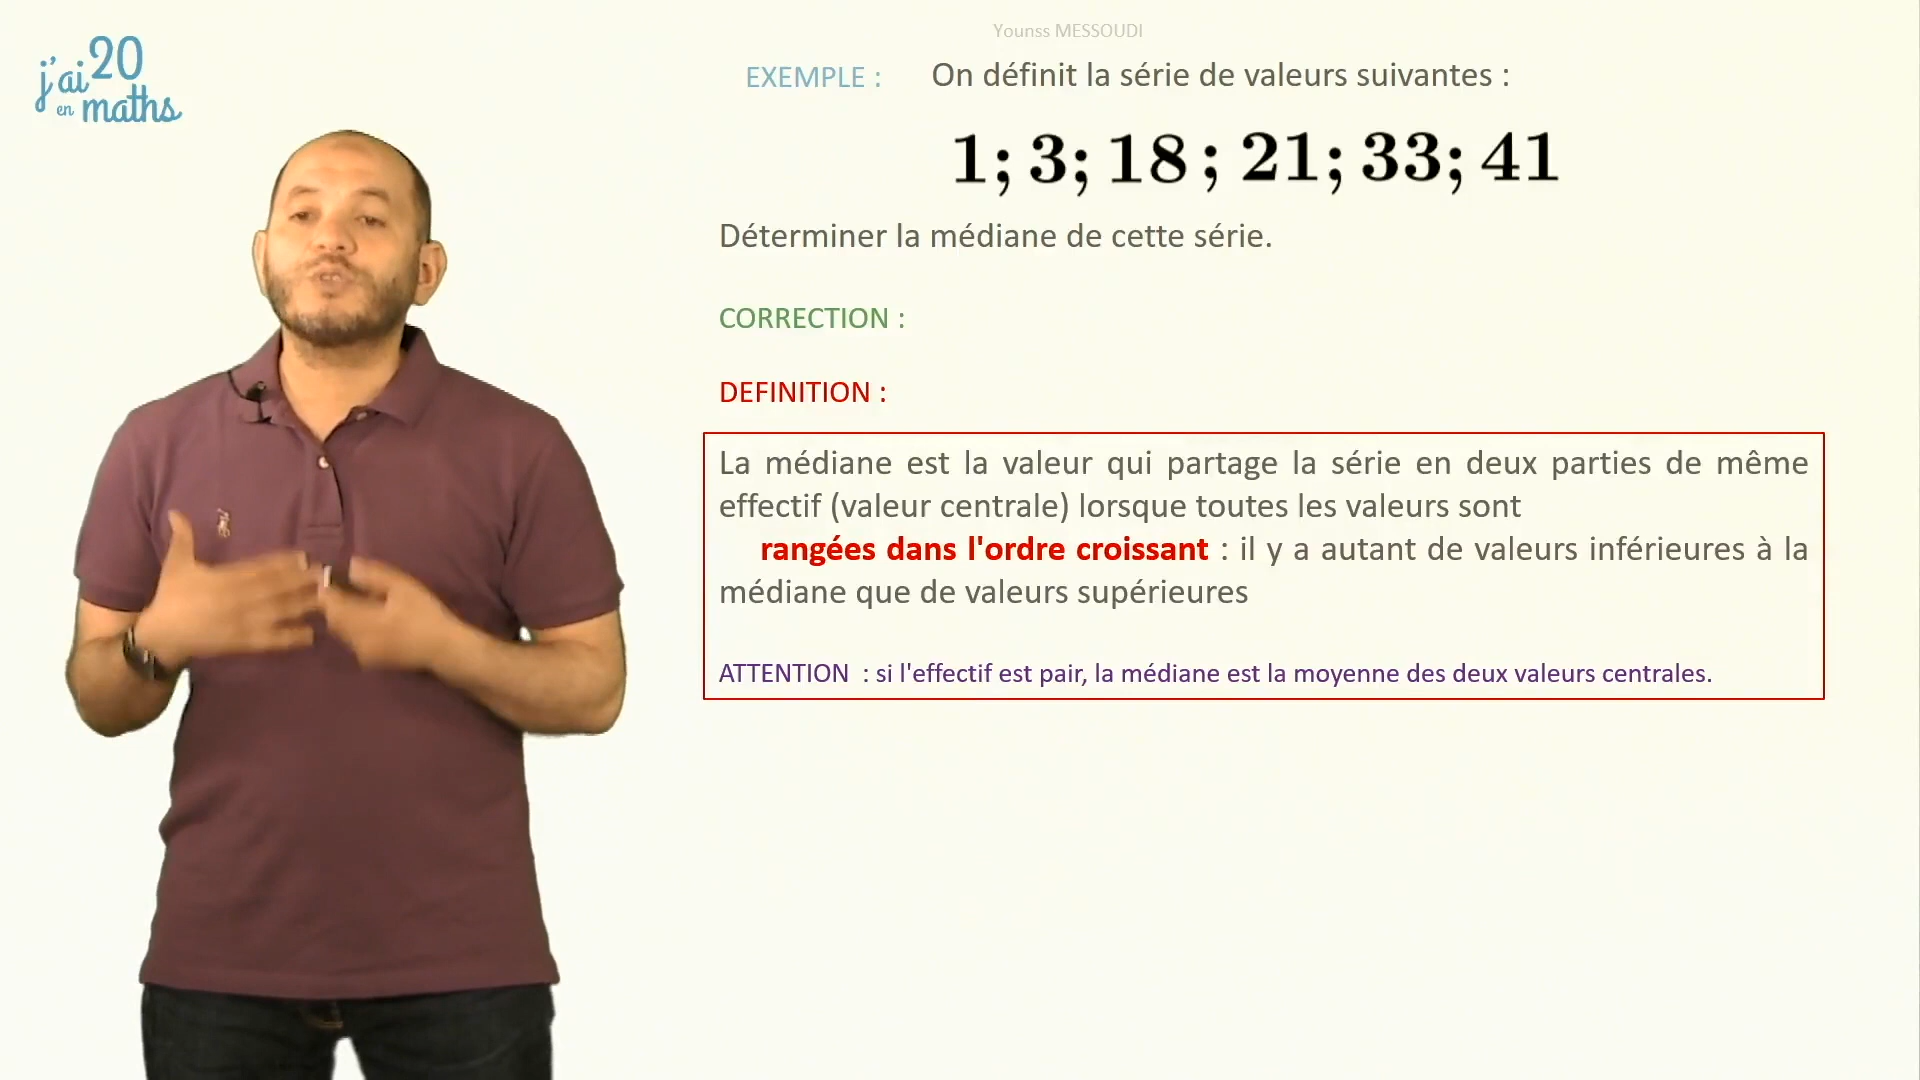 Younss MESSOUDI
j'ai 20
en maths
EXEMPLE : On définit la série de valeurs suivantes :
1; 3; 18 ; 21; 33; 41
Déterminer la médiane de cette série.
CORRECTION :
DEFINITION :
La médiane est la valeur qui partage la série en deux parties de même
effectif (valeur centrale) lorsque toutes les valeurs sont
rangées dans l'ordre croissant : il y a autant de valeurs inférieures à la
médiane que de valeurs supérieures
ATTENTION : si l'effectif est pair, la médiane est la moyenne des deux valeurs centrales.